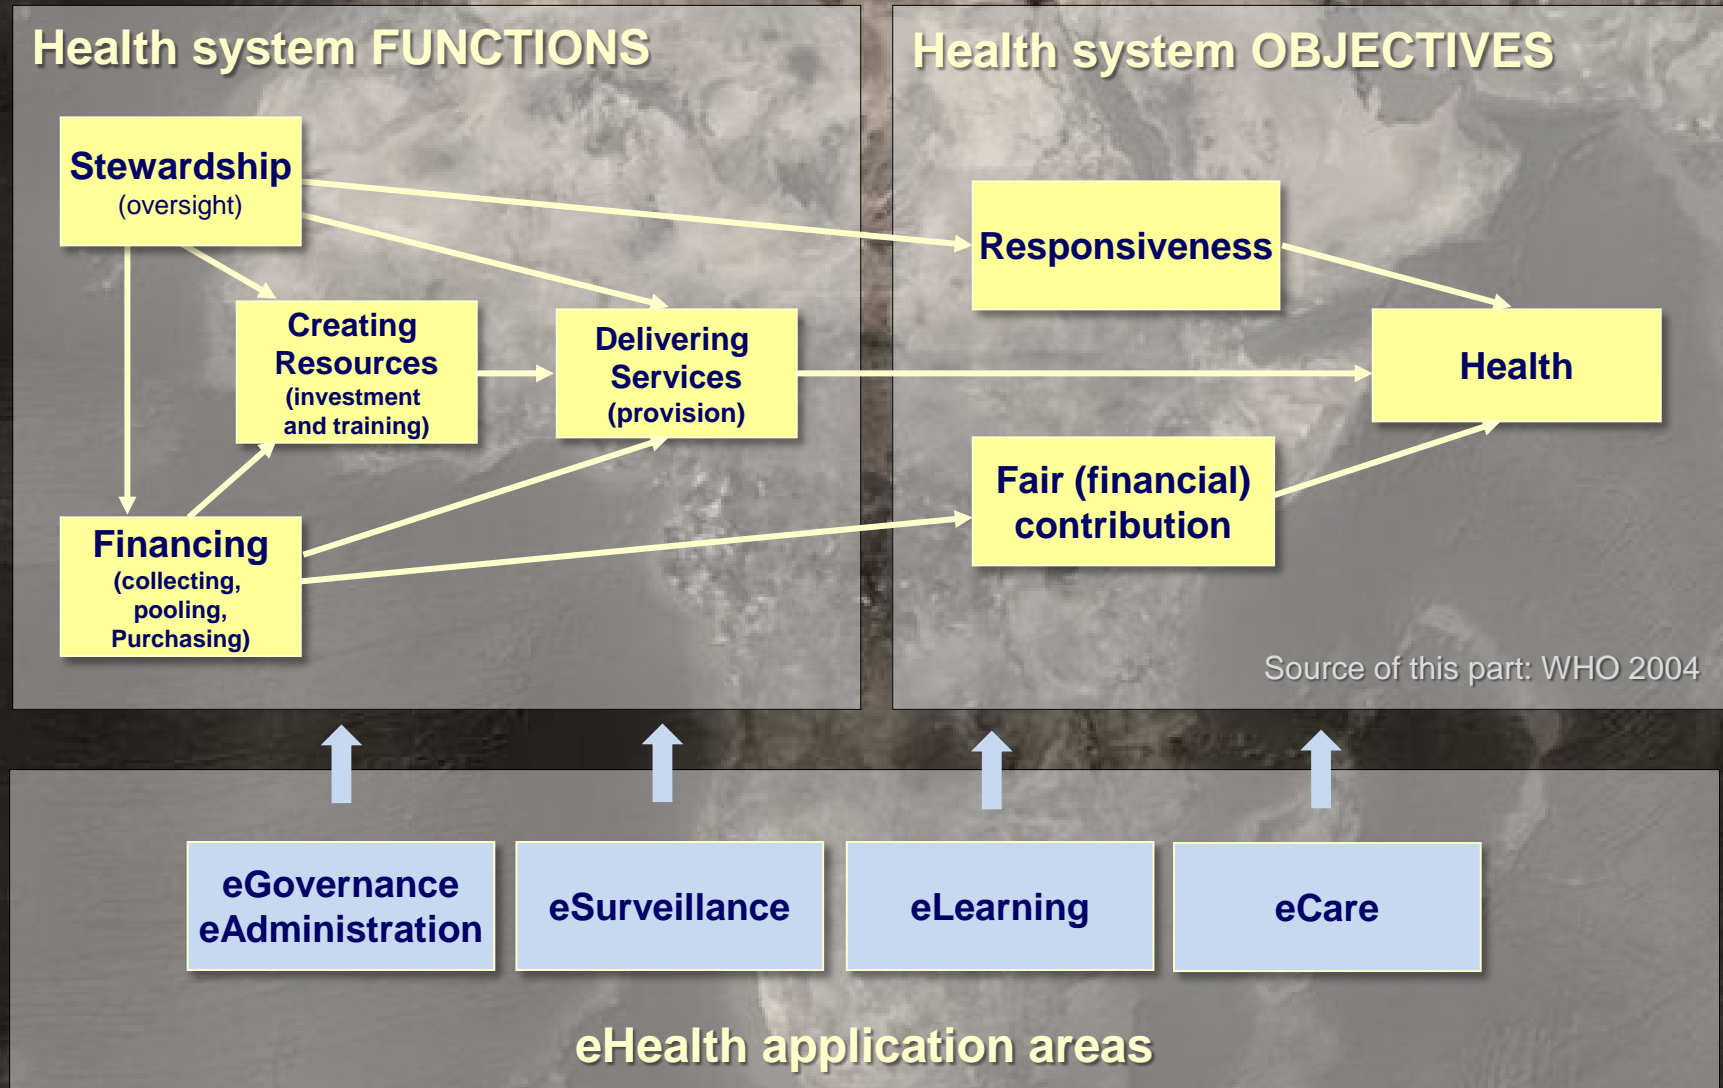 Health system FUNCTIONS
Stewardship
(oversight)
Creating
Resources
(investment
and training)
Delivering
Services
(provision)
Financing
(collecting,
pooling,
Purchasing)
Health system OBJECTIVES
Responsiveness
Health
Fair (financial)
contribution
Source of this part: WHO 2004
eGovernance
eAdministration
eSurveillance
eLearning
eCare
eHealth application areas